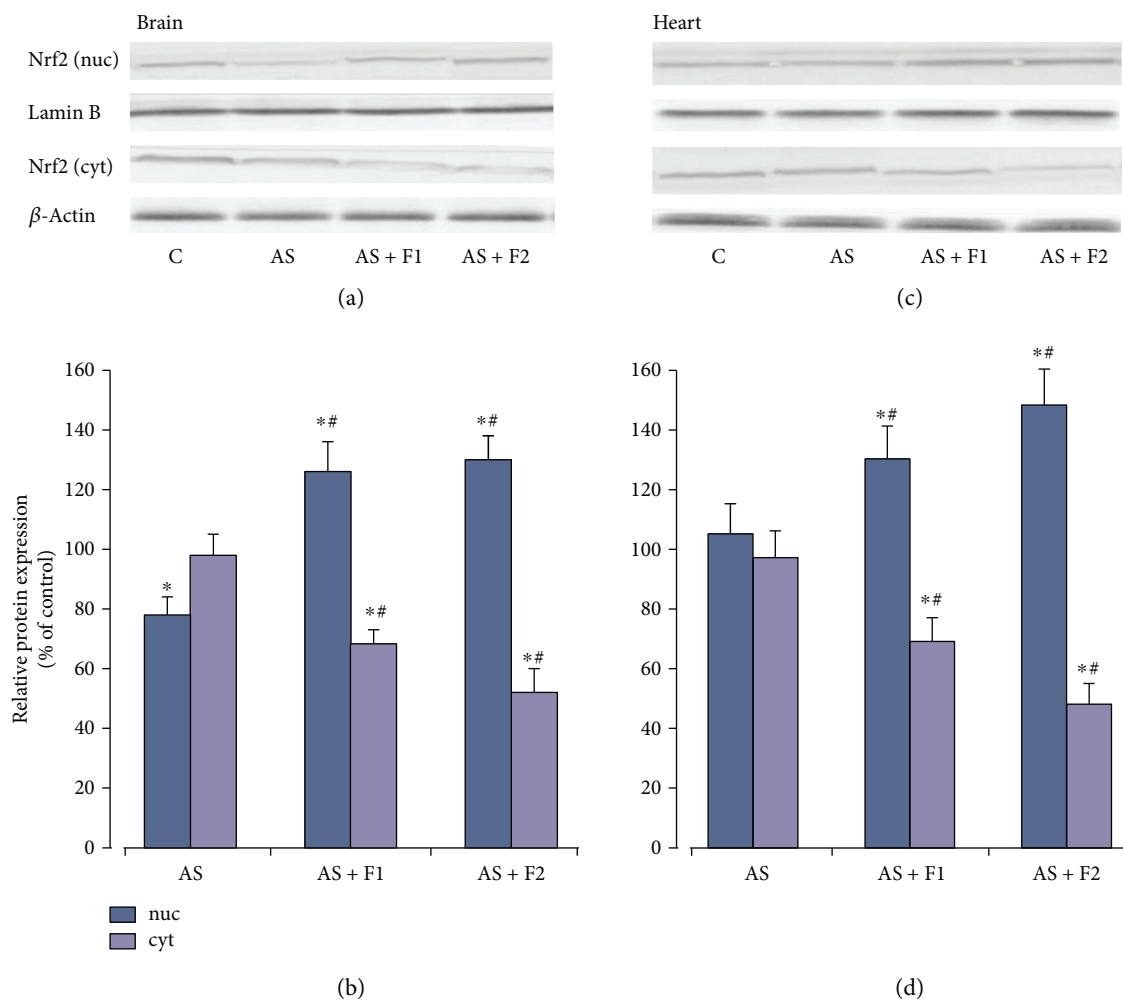 Brain
Nrf2 (nuc)
Lamin B
Nrf2 (cyt)
β-Actin
C AS AS + F1 AS + F2
(a)
Heart
C AS AS + F1 AS + F2
(c)
Relative protein expression
(% of control)
160
140
120
100
80
60
40
20
0
*
*#
*#
*#
*#
AS AS + F1 AS + F2
nuc
cyt
(b)
160
140
120
100
80
60
40
20
0
*#
*#
*#
*#
AS AS + F1 AS + F2
(d)